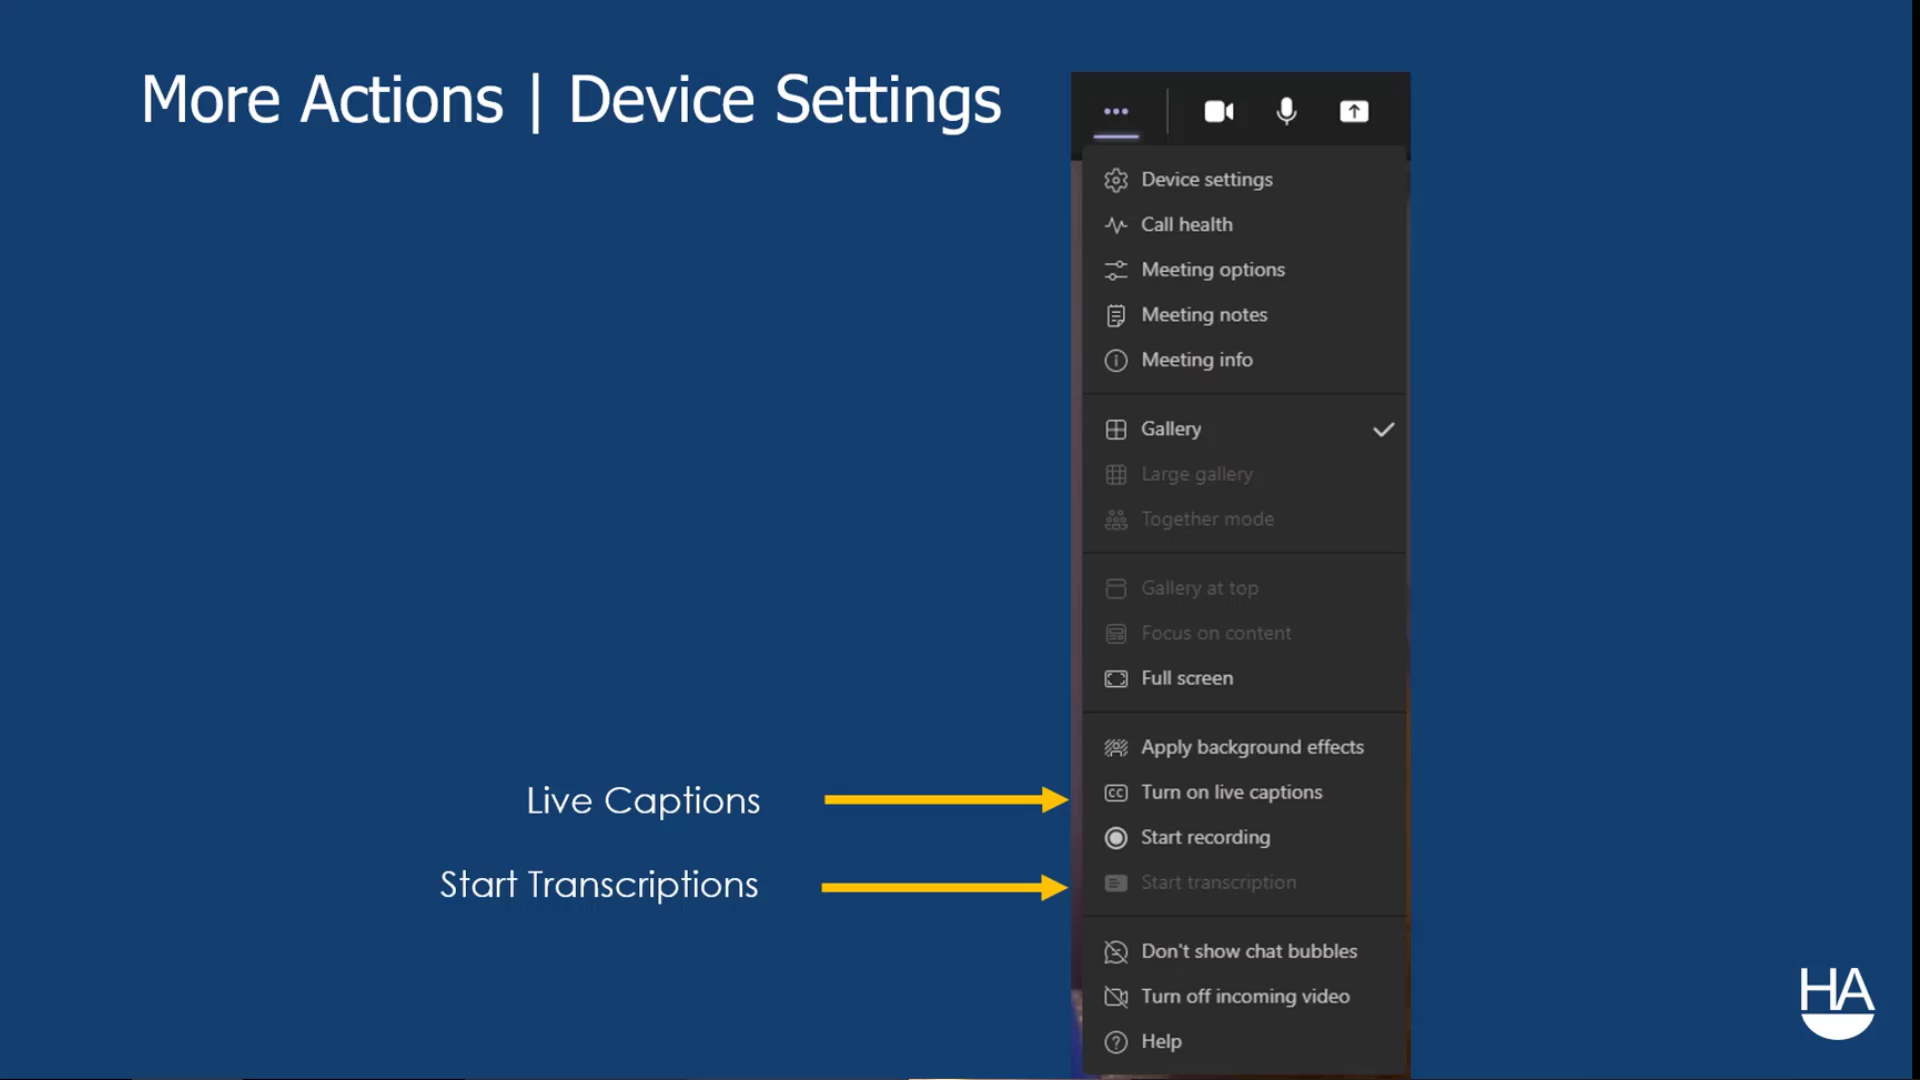 More Actions | Device Settings
Device settings
Call health
Meeting options
Meeting notes
Meeting info
Gallery
Large gallery
Together mode
Gallery at top
Focus on content
Full screen
Apply background effects
Live Captions
CC Turn on live captions
Start recording
Start Transcriptions
Start transcription
Don't show chat bubbles
Turn off incoming video
Help
HA